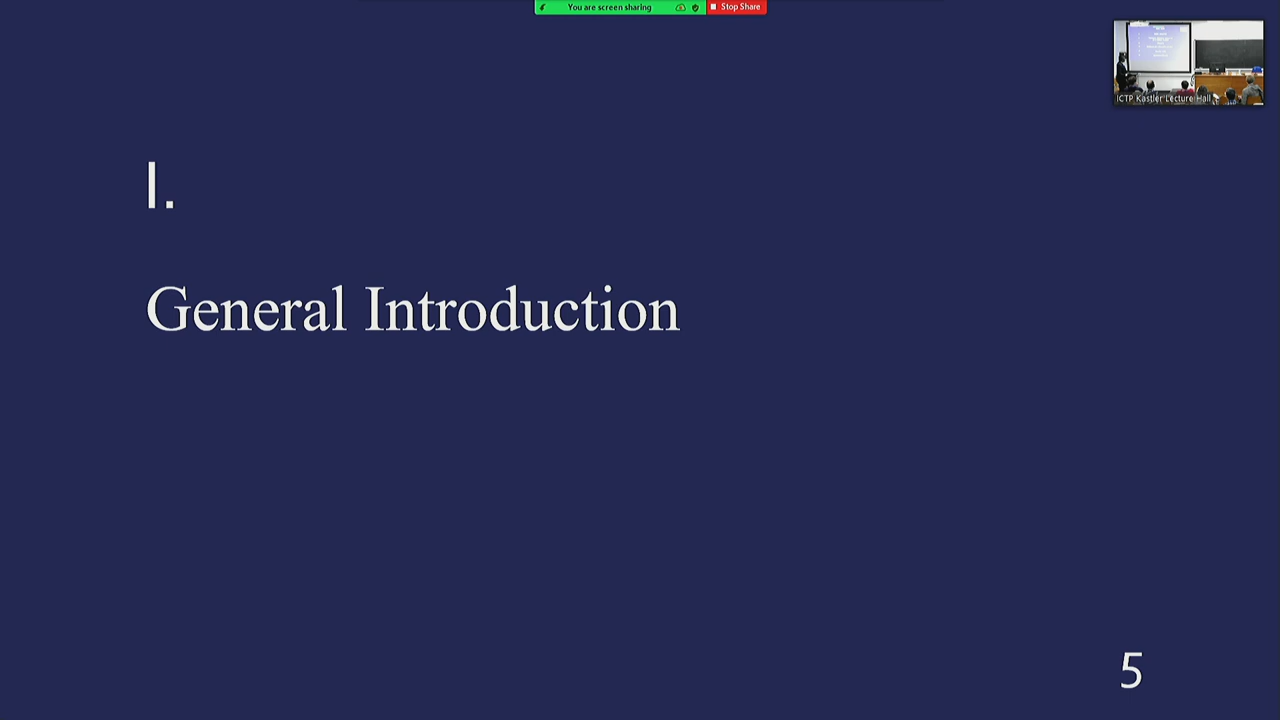 You are screen sharing
Stop Share
ICTP Kastler Lecture Hall
I.
General Introduction
5